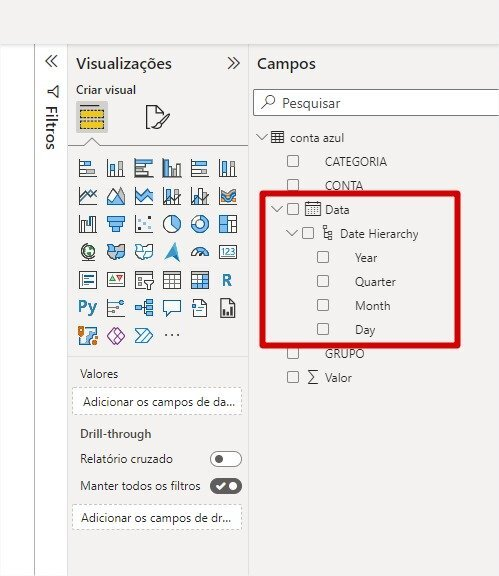 Filtros
Visualizações
Criar visual
123
R
Py
Valores
Adicionar os campos de da...
Drill-through
Relatório cruzado
Manter todos os filtros
Adicionar os campos de dr...
Campos
Pesquisar
conta azul
CATEGORIA
CONTA
Data
Date Hierarchy
Year
Quarter
Month
Day
GRUPO
Valor